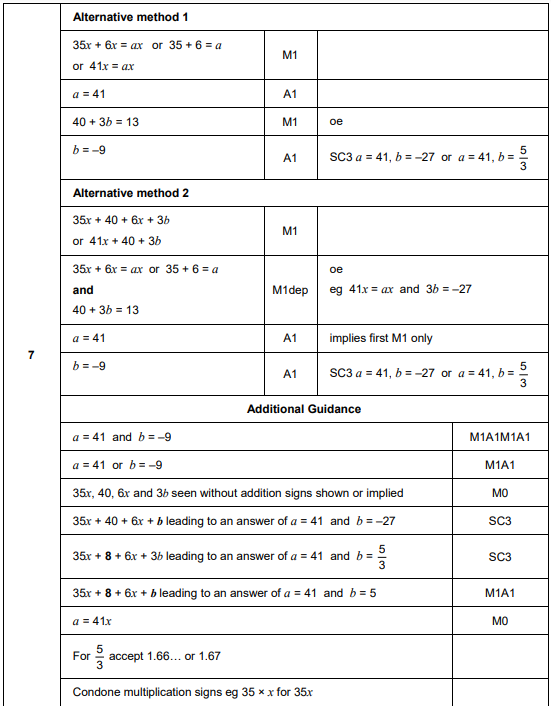 7
Alternative method 1
35x + 6x = ax or 35 + 6 = a
or 41x = ax
M1
a = 41
A1
40 + 3b = 13
M1
oe
b = –9
A1
SC3 a = 41, b = –27 or a = 41, b = 5/3
Alternative method 2
35x + 40 + 6x + 3b
or 41x + 40 + 3b
M1
35x + 6x = ax or 35 + 6 = a
and
40 + 3b = 13
M1dep
oe
eg 41x = ax and 3b = –27
a = 41
A1
implies first M1 only
b = –9
A1
SC3 a = 41, b = –27 or a = 41, b = 5/3
Additional Guidance
a = 41 and b = –9
M1A1M1A1
a = 41 or b = –9
M1A1
35x, 40, 6x and 3b seen without addition signs shown or implied
M0
35x + 40 + 6x + b leading to an answer of a = 41 and b = –27
SC3
35x + 8 + 6x + 3b leading to an answer of a = 41 and b = 5/3
SC3
35x + 8 + 6x + b leading to an answer of a = 41 and b = 5
M1A1
a = 41x
M0
For 5/3 accept 1.66… or 1.67
Condone multiplication signs eg 35 × x for 35x